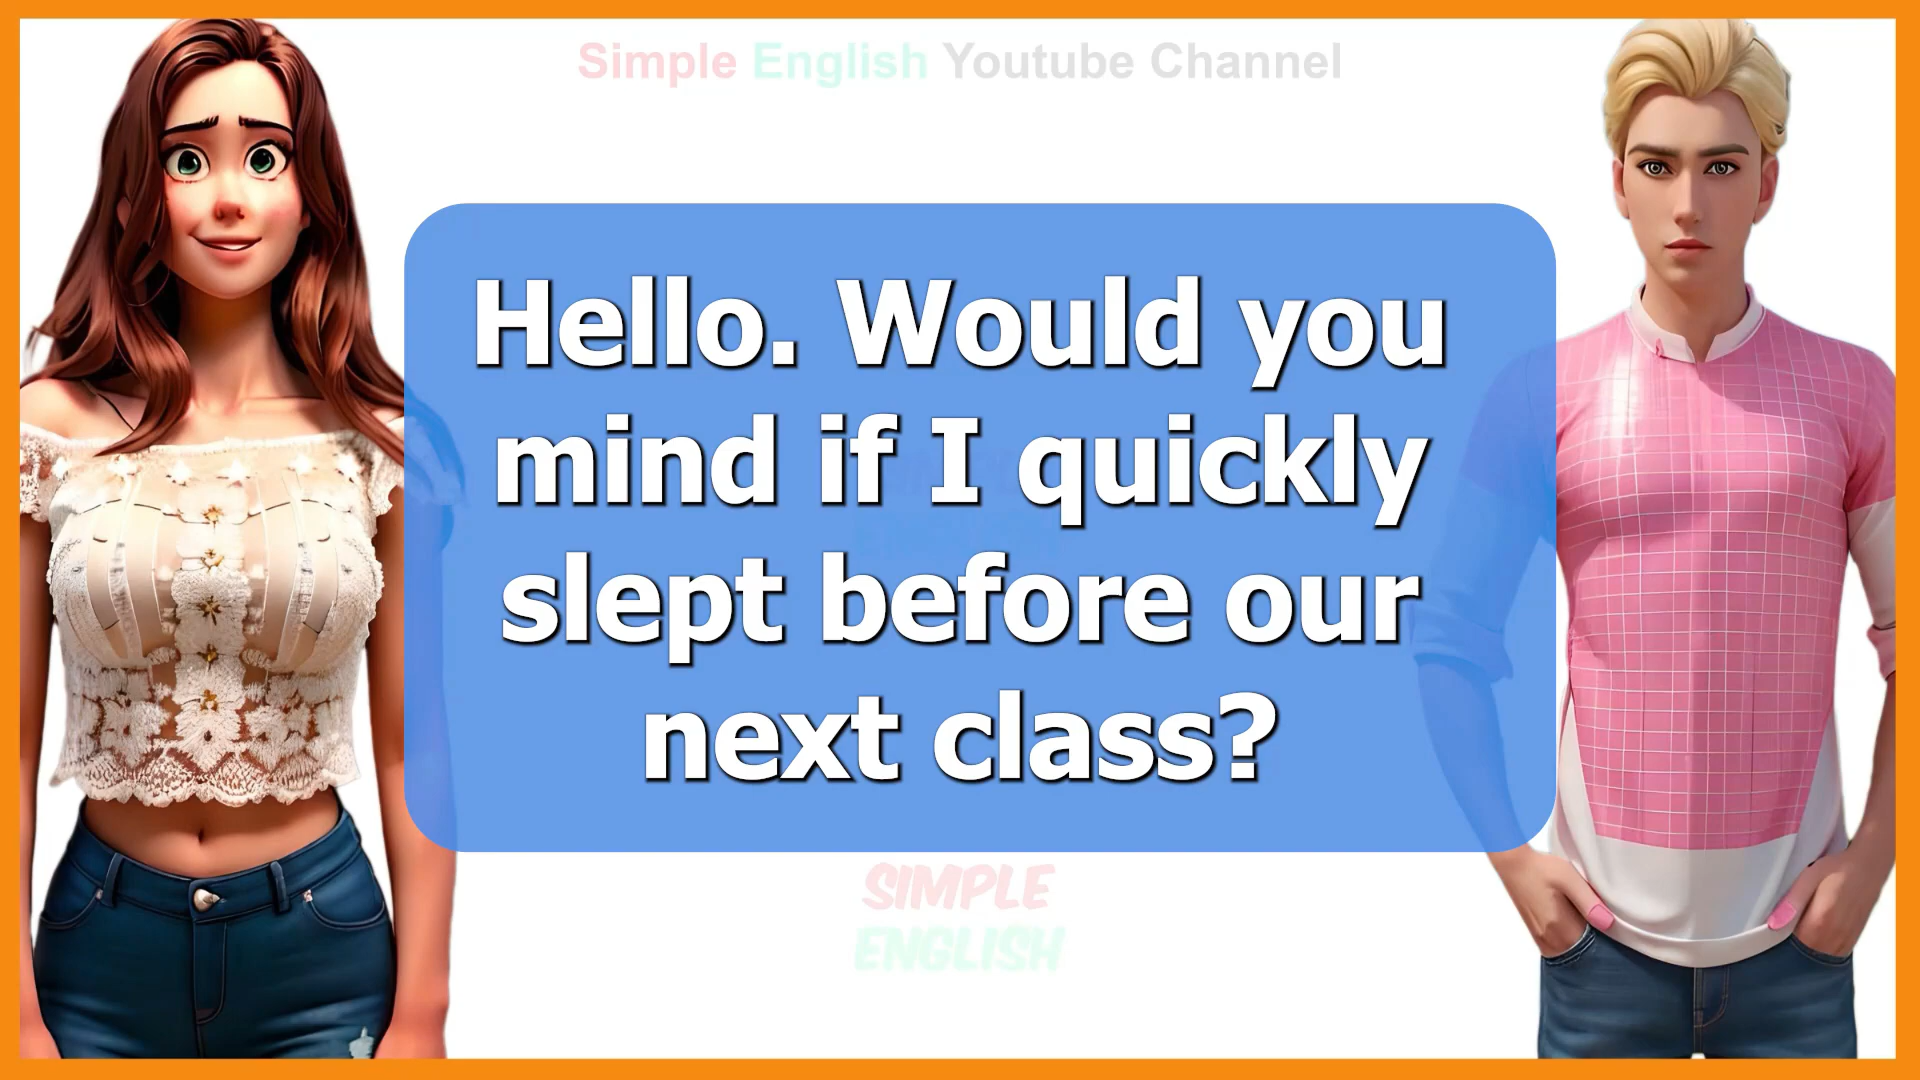 Simple English Youtube Channel
Hello. Would you
mind if I quickly
slept before our
next class?
SIMPLE
ENGLISH